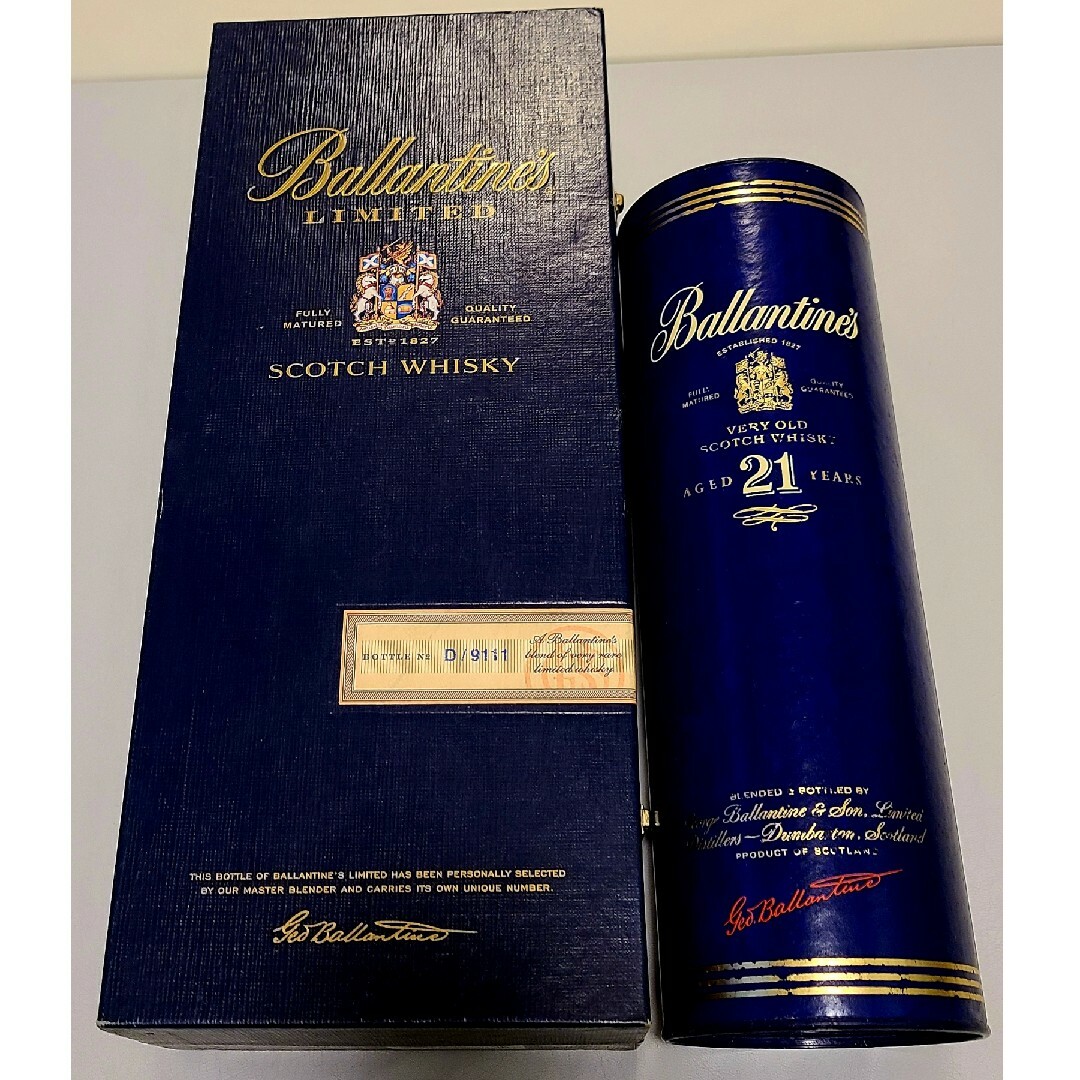 Ballantine's
LIMITED
FULLY MATURED
QUALITY GUARANTEED
ESTD 1827
SCOTCH WHISKY
BOTTLE No D/9111
A Ballantine's
blend of very rare
limited whisky
THIS BOTTLE OF BALLANTINE'S LIMITED HAS BEEN PERSONALLY SELECTED
BY OUR MASTER BLENDER AND CARRIES ITS OWN UNIQUE NUMBER.
Geo Ballantine
Ballantine's
ESTABLISHED 1827
FULLY MATURED
QUALITY GUARANTEED
VERY OLD
SCOTCH WHISKY
AGED 21 YEARS
BLENDED & BOTTLED BY
George Ballantine & Son, Limited
Distillers — Dumbarton, Scotland
PRODUCT OF SCOTLAND
Geo. Ballantine